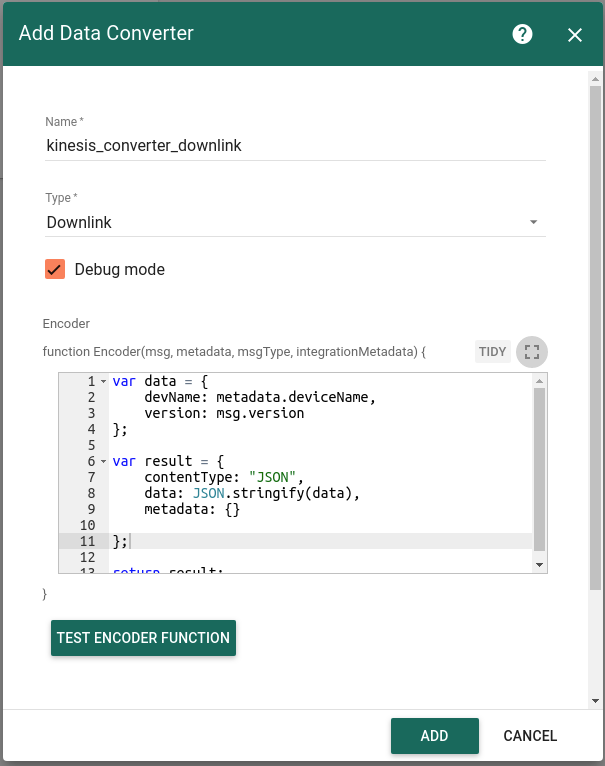 Add Data Converter
?
Name *
kinesis_converter_downlink
Type *
Downlink
Debug mode
Encoder
function Encoder(msg, metadata, msgType, integrationMetadata) {
TIDY
1 var data = {
2     devName: metadata.deviceName,
3     version: msg.version
4 };
5
6 var result = {
7     contentType: "JSON",
8     data: JSON.stringify(data),
9     metadata: {}
10
11 };
12
13 return result;
}
TEST ENCODER FUNCTION
ADD
CANCEL